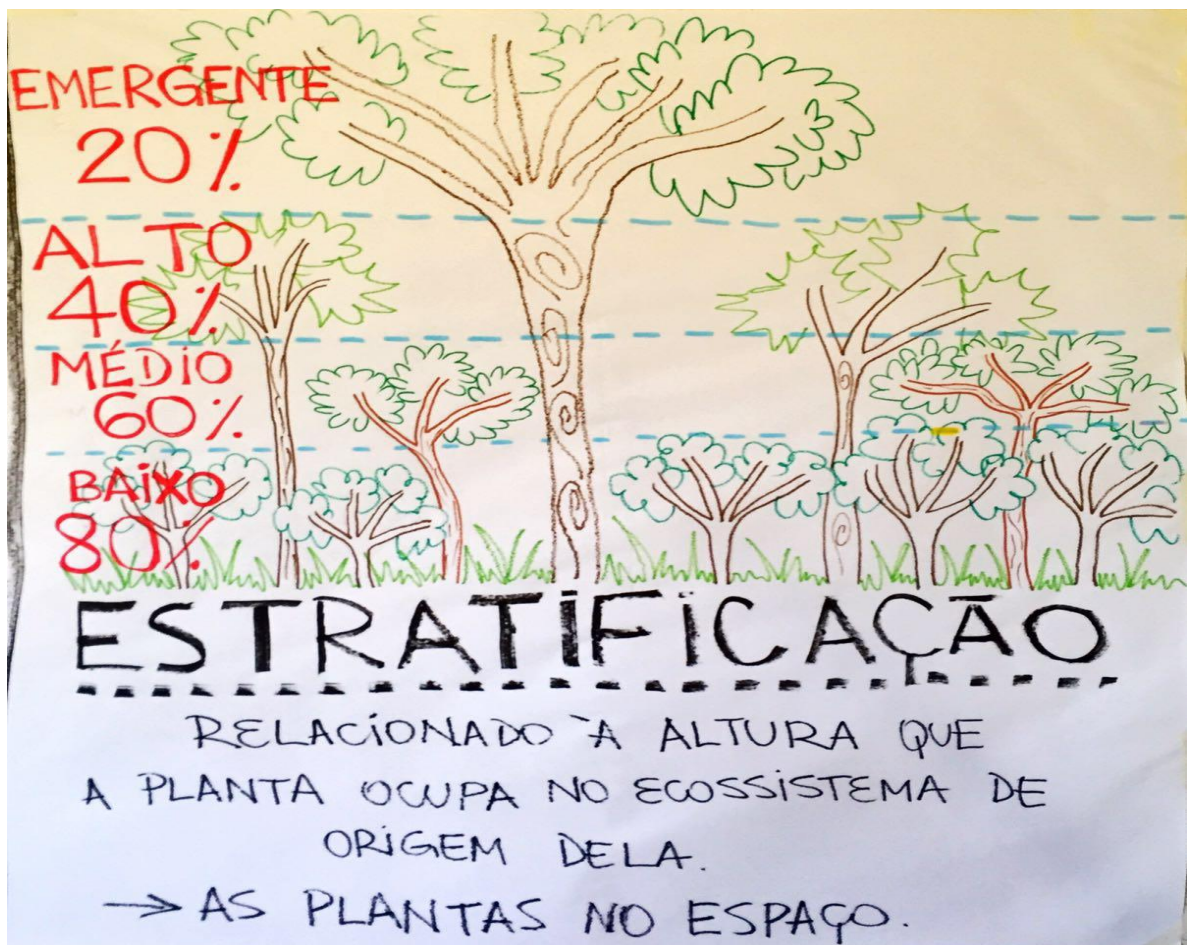 EMERGENTE
20%
ALTO
40%
MÉDIO
60%
BAIXO
80%
ESTRATIFICAÇÃO
RELACIONADO À ALTURA QUE
A PLANTA OCUPA NO ECOSSISTEMA DE
ORIGEM DELA.
→ AS PLANTAS NO ESPAÇO.